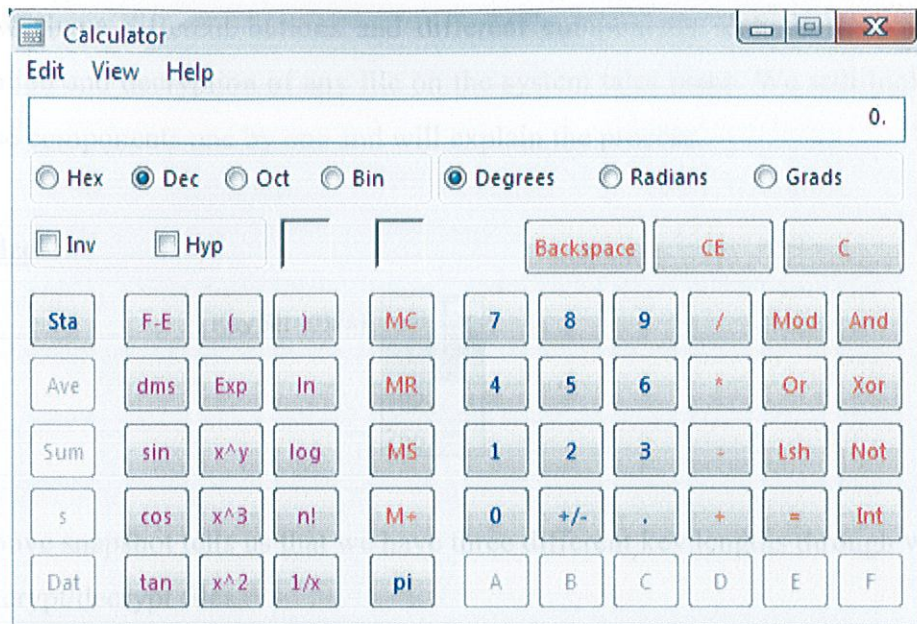 Calculator
Edit View Help
0.
Hex Dec Oct Bin Degrees Radians Grads
Inv Hyp Backspace CE C
Sta F-E ( ) MC 7 8 9 / Mod And
Ave dms Exp ln MR 4 5 6 * Or Xor
Sum sin x^y log MS 1 2 3 - Lsh Not
s cos x^3 n! M+ 0 +/- . + = Int
Dat tan x^2 1/x pi A B C D E F